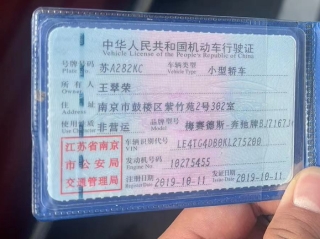 中华人民共和国机动车行驶证
Vehicle License of the People's Republic of China
号牌号码 苏A282KC 车辆类型 小型轿车
Plate No. Vehicle Type
所有人 王翠荣
Owner
住址 南京市鼓楼区紫竹苑2号302室
使用性质 非营运 品牌型号 梅赛德斯-奔驰牌BJ7167J
江苏省南京市公安局交通管理局
车辆识别代号 LE4TG4DB0KL275200
VIN
发动机号码 10275455
Engine No.
注册日期 2019-10-11 发证日期 2019-10-11
Register Date Issue Date